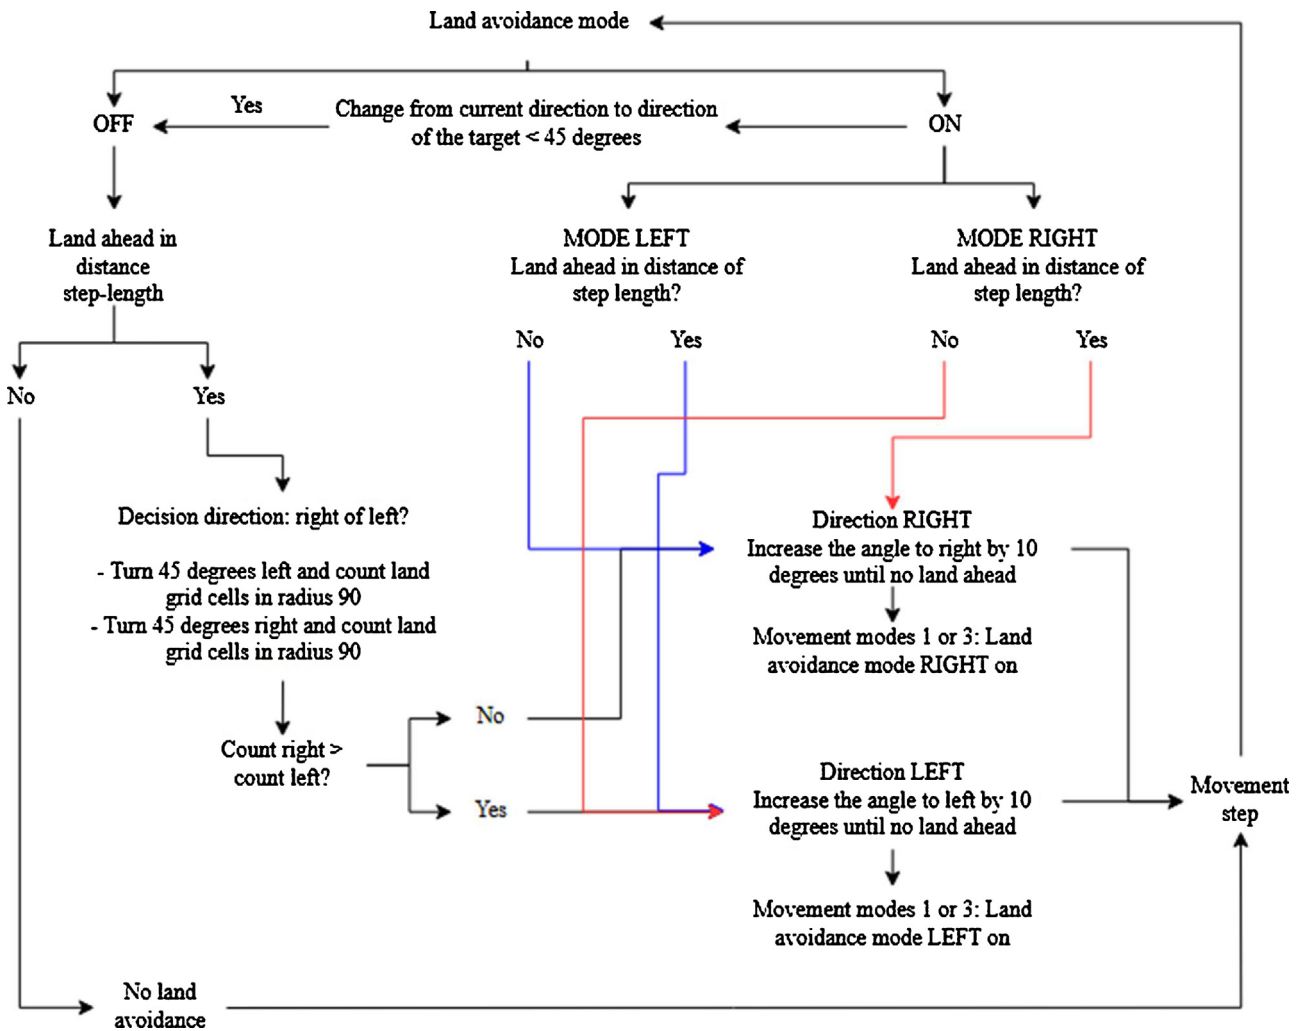 Land avoidance mode
Yes
Change from current direction to direction
of the target < 45 degrees
OFF
ON
Land ahead in
distance
step-length
MODE LEFT
Land ahead in distance of
step length?
MODE RIGHT
Land ahead in distance of
step length?
No
Yes
No
Yes
No
Yes
Decision direction: right of left?
- Turn 45 degrees left and count land
grid cells in radius 90
- Turn 45 degrees right and count land
grid cells in radius 90
Direction RIGHT
Increase the angle to right by 10
degrees until no land ahead
Movement modes 1 or 3: Land
avoidance mode RIGHT on
Count right >
count left?
No
Yes
Direction LEFT
Increase the angle to left by 10
degrees until no land ahead
Movement
step
Movement modes 1 or 3: Land
avoidance mode LEFT on
No land
avoidance